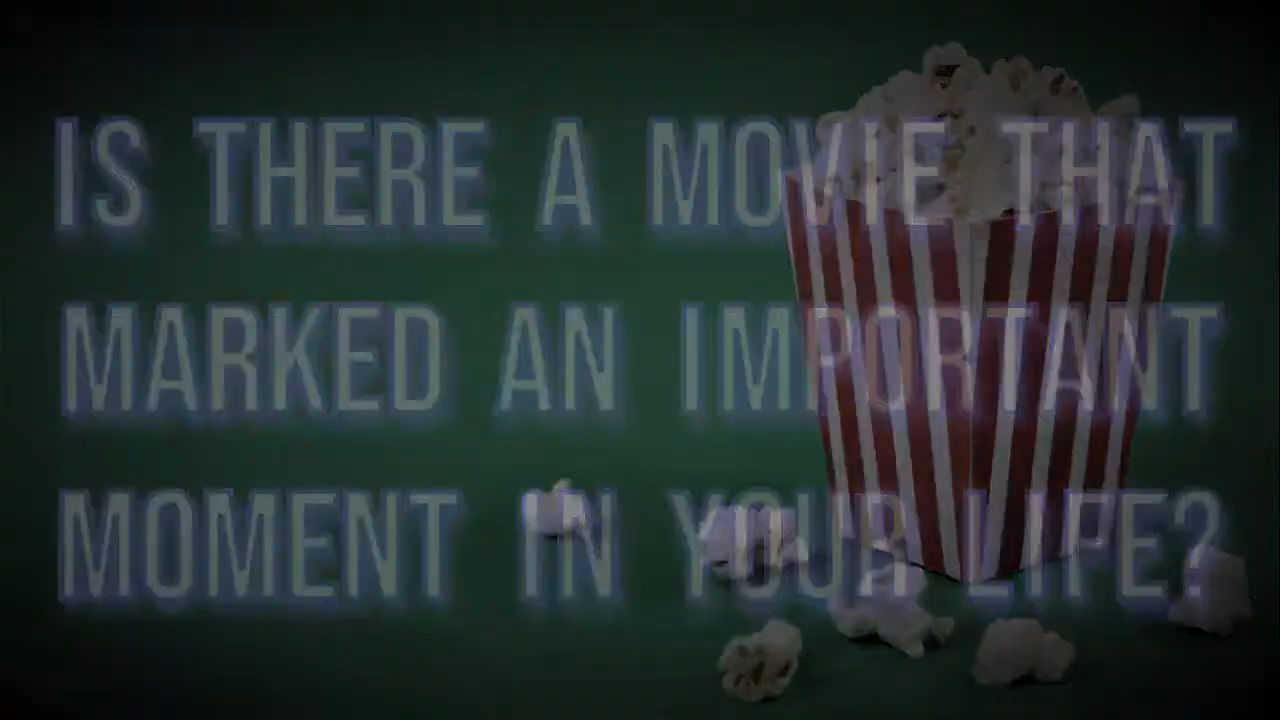 IS THERE A MOVIE THAT
MARKED AN IMPORTANT
MOMENT IN YOUR LIFE?